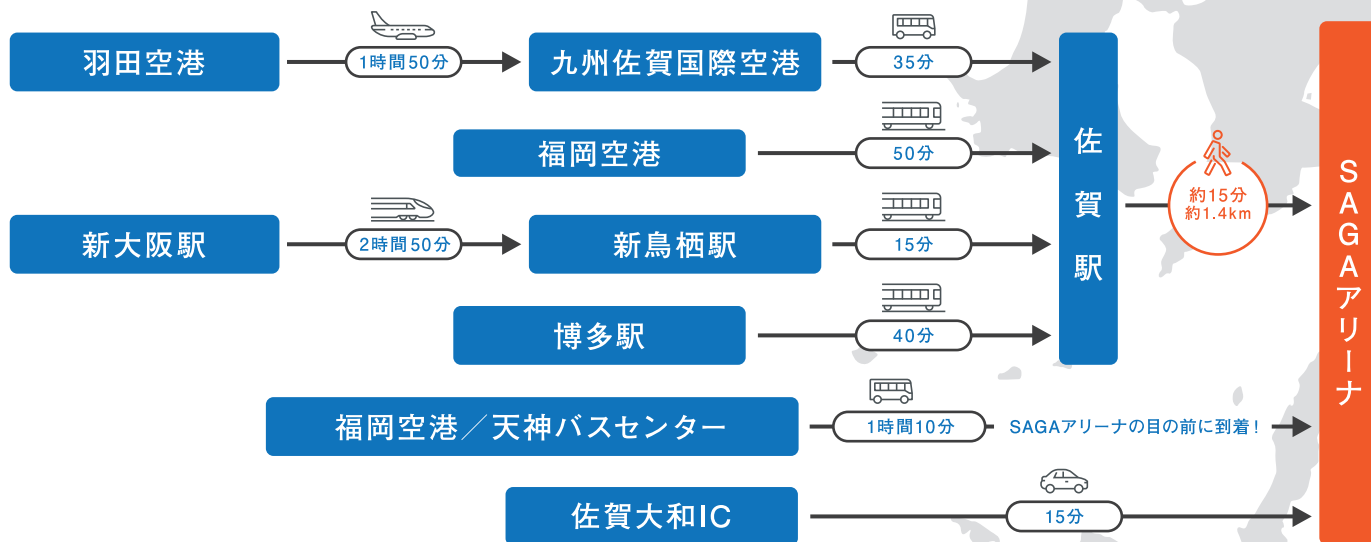 羽田空港
1時間50分
九州佐賀国際空港
35分
福岡空港
50分
新大阪駅
2時間50分
新鳥栖駅
15分
博多駅
40分
佐賀駅
約15分
約1.4km
福岡空港／天神バスセンター
1時間10分
SAGAアリーナの目の前に到着！
佐賀大和IC
15分
SAGAアリーナ